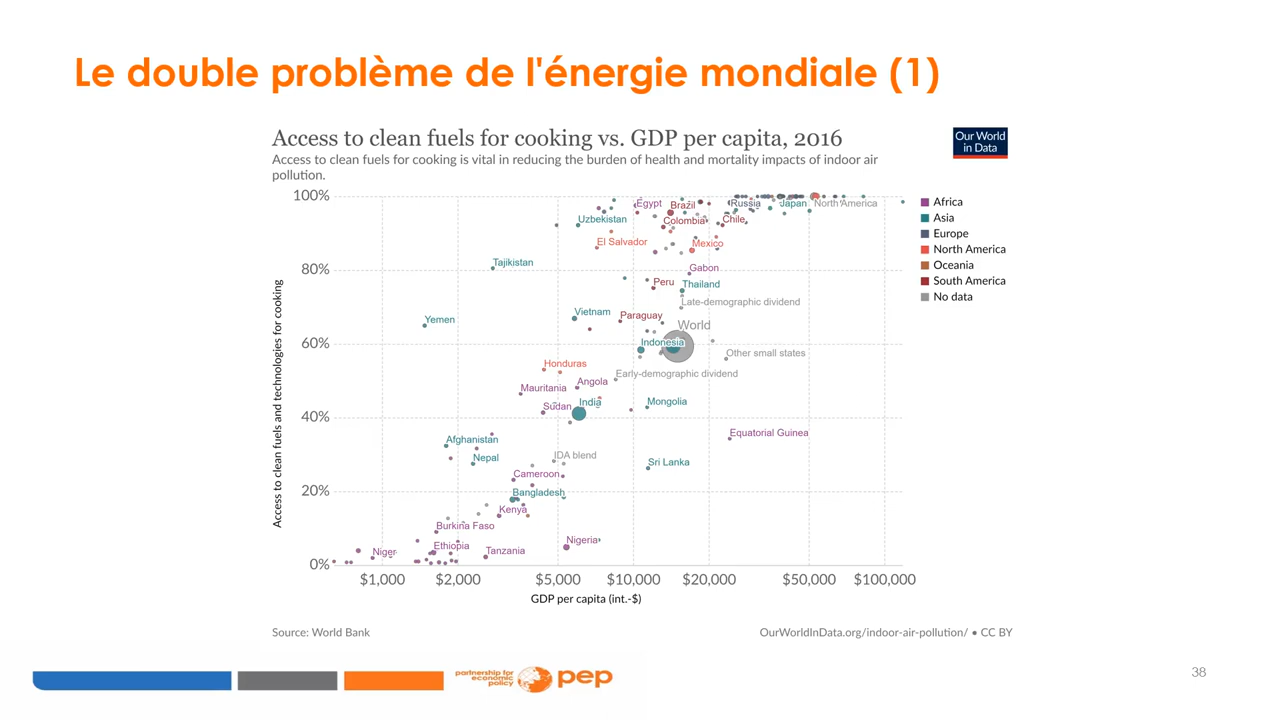 Le double problème de l'énergie mondiale (1)
Access to clean fuels for cooking vs. GDP per capita, 2016
Our World
in Data
Access to clean fuels for cooking is vital in reducing the burden of health and mortality impacts of indoor air
pollution.
100%
80%
60%
40%
20%
0%
Access to clean fuels and technologies for cooking
Egypt
Brazil
Russia
Japan
North America
Uzbekistan
Colombia
Chile
El Salvador
Mexico
Tajikistan
Gabon
Peru
Thailand
Late-demographic dividend
Vietnam
Paraguay
Yemen
World
Indonesia
Other small states
Honduras
Early-demographic dividend
Mauritania
Angola
Sudan
India
Mongolia
Equatorial Guinea
Afghanistan
Nepal
IDA blend
Sri Lanka
Cameroon
Bangladesh
Kenya
Burkina Faso
Niger
Ethiopia
Tanzania
Nigeria
Africa
Asia
Europe
North America
Oceania
South America
No data
$1,000
$2,000
$5,000
$10,000
$20,000
$50,000
$100,000
GDP per capita (int.-$)
Source: World Bank
OurWorldInData.org/indoor-air-pollution/ • CC BY
partnership for
economic
policy
pep
38